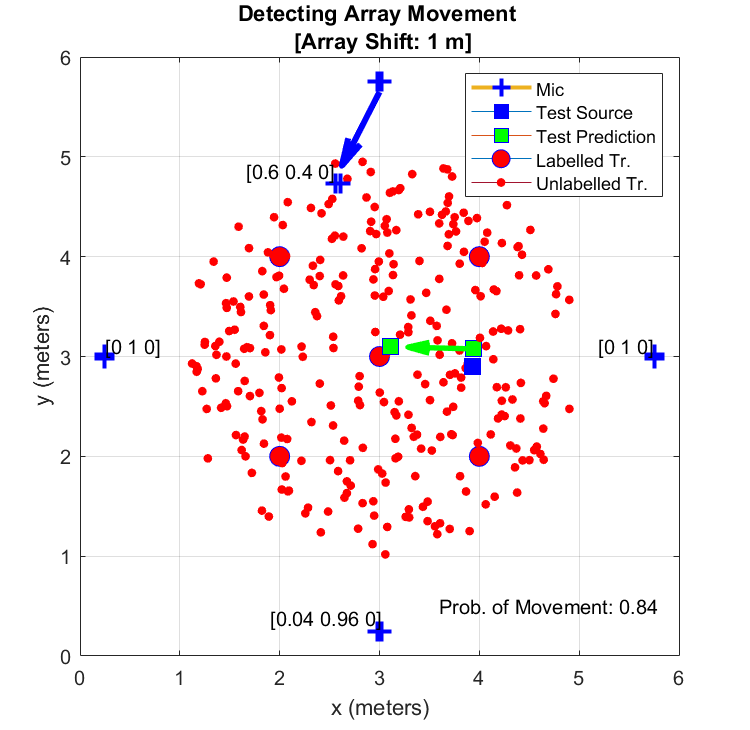 Detecting Array Movement
[Array Shift: 1 m]
Mic
Test Source
Test Prediction
Labelled Tr.
Unlabelled Tr.
[0.6 0.4 0]
[0 1 0]
[0 1 0]
[0.04 0.96 0]
Prob. of Movement: 0.84
6
5
4
3
2
1
0
y (meters)
0 1 2 3 4 5 6
x (meters)